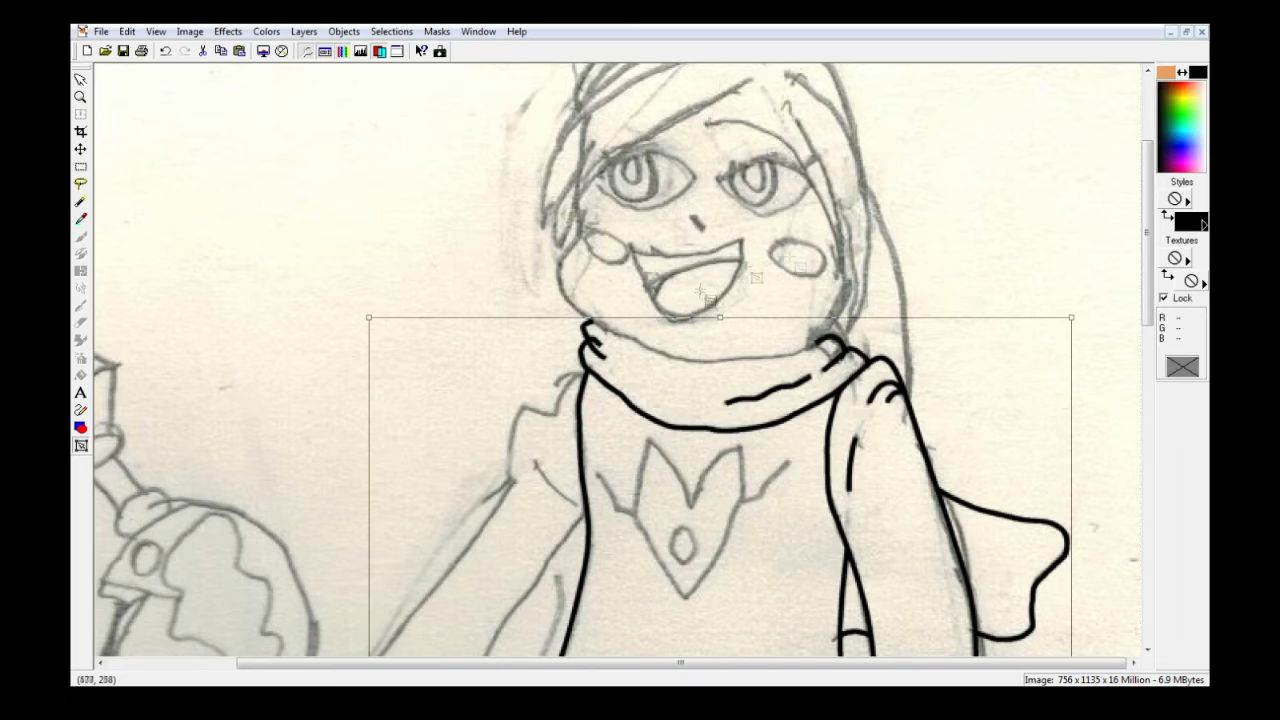 File Edit View Image Effects Colors Layers Objects Selections Masks Window Help
Styles
Textures
Lock
R --
G --
B --
Image: 756 x 1135 x 16 Million - 6.9 MBytes